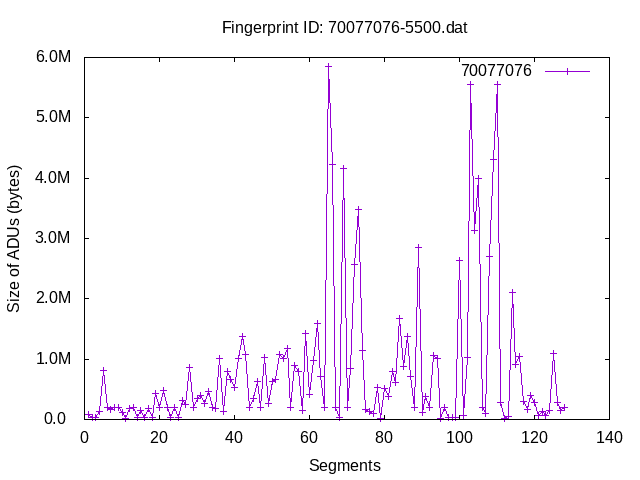 Fingerprint ID: 70077076-5500.dat
70077076
6.0M
5.0M
4.0M
3.0M
2.0M
1.0M
0.0
Size of ADUs (bytes)
0 20 40 60 80 100 120 140
Segments